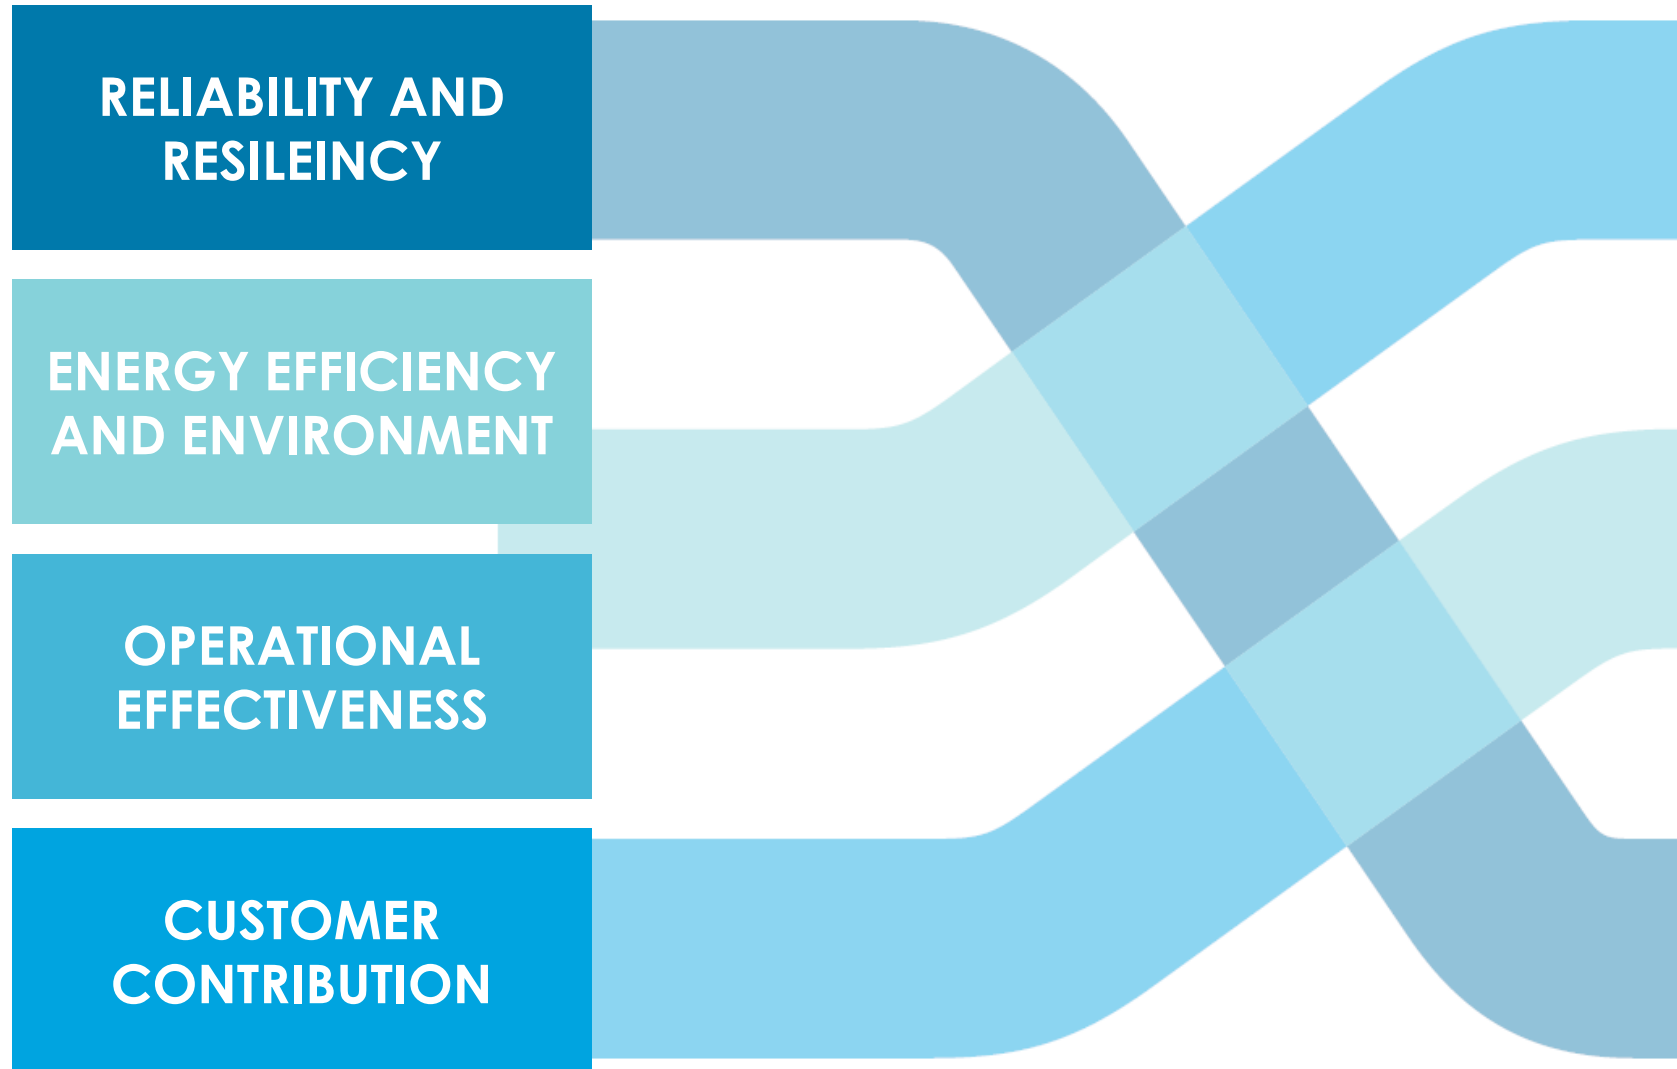 RELIABILITY AND
RESILEINCY
ENERGY EFFICIENCY
AND ENVIRONMENT
OPERATIONAL
EFFECTIVENESS
CUSTOMER
CONTRIBUTION